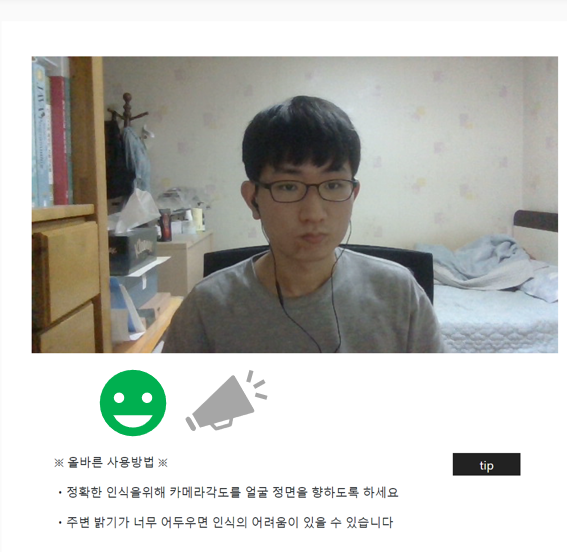 ※ 올바른 사용방법 ※
tip
・정확한 인식을위해 카메라각도를 얼굴 정면을 향하도록 하세요
・주변 밝기가 너무 어두우면 인식의 어려움이 있을 수 있습니다